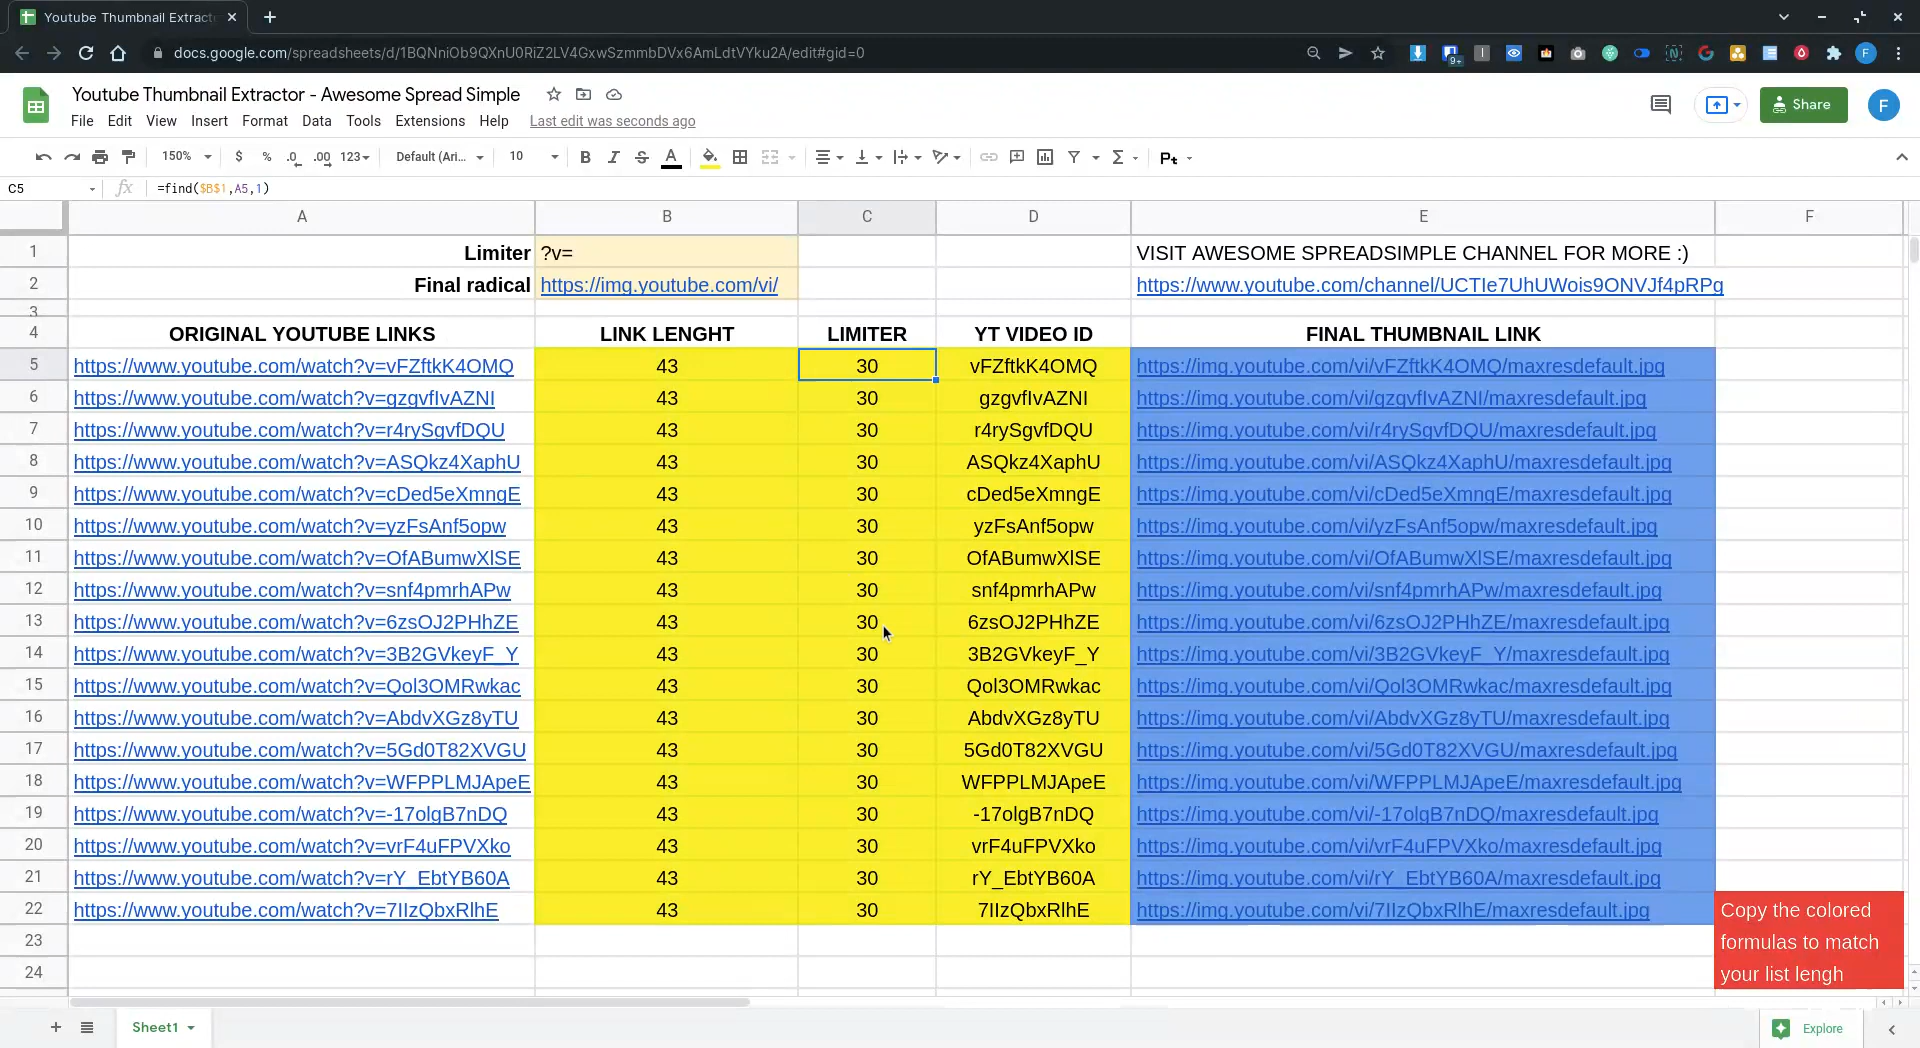 Youtube Thumbnail Extract
docs.google.com/spreadsheets/d/1BQNniOb9QXnU0RiZ2LV4GxwSzmmbDVx6AmLdtVYku2A/edit#gid=0
9+
F
Youtube Thumbnail Extractor - Awesome Spread Simple
Share
F
File Edit View Insert Format Data Tools Extensions Help Last edit was seconds ago
150% $ % .0 .00 123 Default (Ari... 10 B I S A Σ Pt
C5 fx =find($B$1,A5,1)
A B C D E F
1 Limiter ?v= VISIT AWESOME SPREADSIMPLE CHANNEL FOR MORE :)
2 Final radical https://img.youtube.com/vi/ https://www.youtube.com/channel/UCTIe7UhUWois9ONVJf4pRPg
3
4 ORIGINAL YOUTUBE LINKS LINK LENGHT LIMITER YT VIDEO ID FINAL THUMBNAIL LINK
5 https://www.youtube.com/watch?v=vFZftkK4OMQ 43 30 vFZftkK4OMQ https://img.youtube.com/vi/vFZftkK4OMQ/maxresdefault.jpg
6 https://www.youtube.com/watch?v=gzgvfIvAZNI 43 30 gzgvfIvAZNI https://img.youtube.com/vi/gzgvfIvAZNI/maxresdefault.jpg
7 https://www.youtube.com/watch?v=r4rySgvfDQU 43 30 r4rySgvfDQU https://img.youtube.com/vi/r4rySgvfDQU/maxresdefault.jpg
8 https://www.youtube.com/watch?v=ASQkz4XaphU 43 30 ASQkz4XaphU https://img.youtube.com/vi/ASQkz4XaphU/maxresdefault.jpg
9 https://www.youtube.com/watch?v=cDed5eXmngE 43 30 cDed5eXmngE https://img.youtube.com/vi/cDed5eXmngE/maxresdefault.jpg
10 https://www.youtube.com/watch?v=yzFsAnf5opw 43 30 yzFsAnf5opw https://img.youtube.com/vi/yzFsAnf5opw/maxresdefault.jpg
11 https://www.youtube.com/watch?v=OfABumwXlSE 43 30 OfABumwXlSE https://img.youtube.com/vi/OfABumwXlSE/maxresdefault.jpg
12 https://www.youtube.com/watch?v=snf4pmrhAPw 43 30 snf4pmrhAPw https://img.youtube.com/vi/snf4pmrhAPw/maxresdefault.jpg
13 https://www.youtube.com/watch?v=6zsOJ2PHhZE 43 30 6zsOJ2PHhZE https://img.youtube.com/vi/6zsOJ2PHhZE/maxresdefault.jpg
14 https://www.youtube.com/watch?v=3B2GVkeyF_Y 43 30 3B2GVkeyF_Y https://img.youtube.com/vi/3B2GVkeyF_Y/maxresdefault.jpg
15 https://www.youtube.com/watch?v=Qol3OMRwkac 43 30 Qol3OMRwkac https://img.youtube.com/vi/Qol3OMRwkac/maxresdefault.jpg
16 https://www.youtube.com/watch?v=AbdvXGz8yTU 43 30 AbdvXGz8yTU https://img.youtube.com/vi/AbdvXGz8yTU/maxresdefault.jpg
17 https://www.youtube.com/watch?v=5Gd0T82XVGU 43 30 5Gd0T82XVGU https://img.youtube.com/vi/5Gd0T82XVGU/maxresdefault.jpg
18 https://www.youtube.com/watch?v=WFPPLMJApeE 43 30 WFPPLMJApeE https://img.youtube.com/vi/WFPPLMJApeE/maxresdefault.jpg
19 https://www.youtube.com/watch?v=-17olgB7nDQ 43 30 -17olgB7nDQ https://img.youtube.com/vi/-17olgB7nDQ/maxresdefault.jpg
20 https://www.youtube.com/watch?v=vrF4uFPVXko 43 30 vrF4uFPVXko https://img.youtube.com/vi/vrF4uFPVXko/maxresdefault.jpg
21 https://www.youtube.com/watch?v=rY_EbtYB60A 43 30 rY_EbtYB60A https://img.youtube.com/vi/rY_EbtYB60A/maxresdefault.jpg
22 https://www.youtube.com/watch?v=7IIzQbxRlhE 43 30 7IIzQbxRlhE https://img.youtube.com/vi/7IIzQbxRlhE/maxresdefault.jpg Copy the colored
23 formulas to match
24 your list lengh
Sheet1 Explore